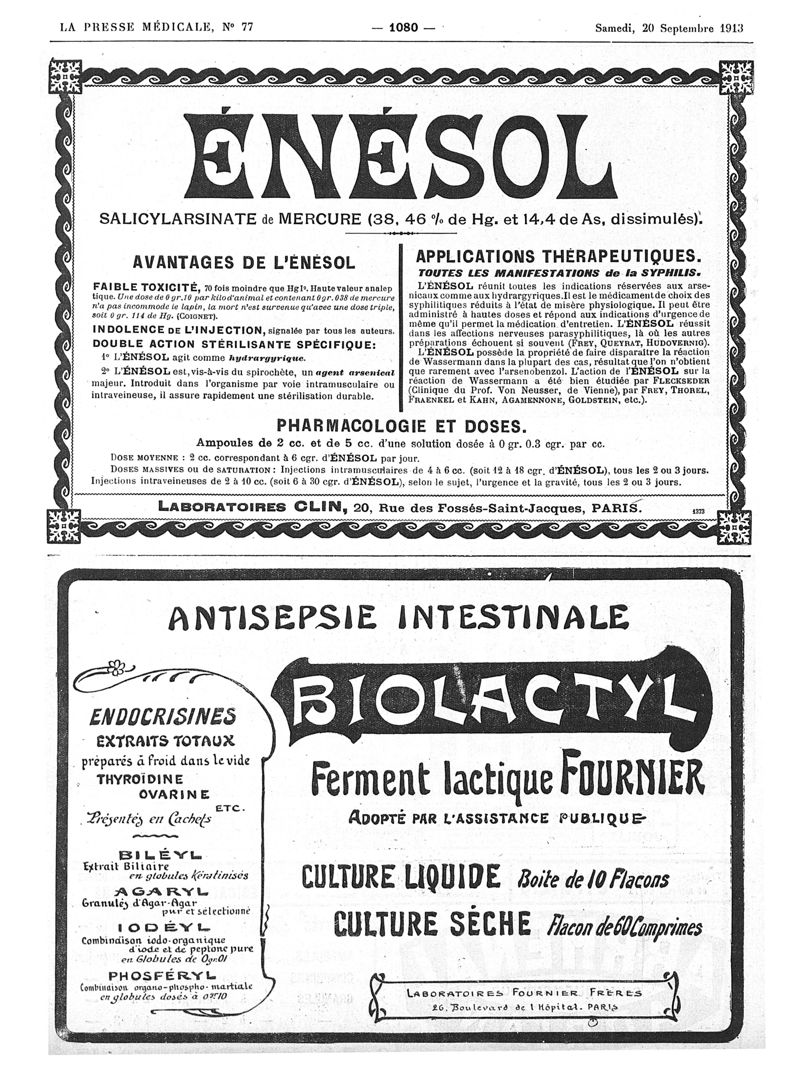 LA PRESSE MÉDICALE, N° 77
— 1080 —
Samedi, 20 Septembre 1913
ÉNÉSOL
SALICYLARSINATE de MERCURE (38, 46 % de Hg. et 14,4 de As, dissimulés).
AVANTAGES DE L'ÉNÉSOL
FAIBLE TOXICITÉ, 70 fois moindre que HgI². Haute valeur analep
tique. Une dose de 0 gr. 10 par kilo d'animal et contenant 0 gr. 038 de mercure
n'a pas incommodé le lapin, la mort n'est survenue qu'avec une dose triple,
soit 0 gr. 114 de Hg. (COIGNET).
INDOLENCE DE L'INJECTION, signalée par tous les auteurs.
DOUBLE ACTION STÉRILISANTE SPÉCIFIQUE:
1° L'ÉNÉSOL agit comme hydrargyrique.
2° L'ÉNÉSOL est, vis-à-vis du spirochète, un agent arsenical
majeur. Introduit dans l'organisme par voie intramusculaire ou
intraveineuse, il assure rapidement une stérilisation durable.
APPLICATIONS THÉRAPEUTIQUES.
TOUTES LES MANIFESTATIONS de la SYPHILIS.
L'ÉNÉSOL réunit toutes les indications réservées aux arse-
nicaux comme aux hydrargyriques. Il est le médicament de choix des
syphilitiques réduits à l'état de misère physiologique. Il peut être
administré à hautes doses et répond aux indications d'urgence de
même qu'il permet la médication d'entretien. L'ÉNÉSOL réussit
dans les affections nerveuses parasyphilitiques, là où les autres
préparations échouent si souvent (FREY, QUEYRAT, HUDOVERNIG).
L'ÉNÉSOL possède la propriété de faire disparaître la réaction
de Wassermann dans la plupart des cas, résultat que l'on n'obtient
que rarement avec l'arsenobenzol. L'action de l'ÉNÉSOL sur la
réaction de Wassermann a été bien étudiée par FLECKSEDER
(Clinique du Prof. Von Neusser, de Vienne), par FREY, THOREL,
FRAENKEL et KAHN, AGAMENNONE, GOLDSTEIN, etc.).
PHARMACOLOGIE ET DOSES.
Ampoules de 2 cc. et de 5 cc. d'une solution dosée à 0 gr. 0.3 cgr. par cc.
DOSE MOYENNE : 2 cc. correspondant à 6 cgr. d'ÉNÉSOL par jour.
DOSES MASSIVES ou DE SATURATION : Injections intramusculaires de 4 à 6 cc. (soit 12 à 18 cgr. d'ÉNÉSOL), tous les 2 ou 3 jours.
Injections intraveineuses de 2 à 10 cc. (soit 6 à 30 cgr. d'ÉNÉSOL), selon le sujet, l'urgence et la gravité, tous les 2 ou 3 jours.
LABORATOIRES CLIN, 20, Rue des Fossés-Saint-Jacques, PARIS.
1373
ANTISEPSIE INTESTINALE
ENDOCRISINES
EXTRAITS TOTAUX
préparés à froid dans le vide
THYROÏDINE
OVARINE
ETC.
Présentés en Cachets
BILÉYL
Extrait Biliaire
en globules Kératinisés
AGARYL
Granulés d'Agar-Agar
pur et sélectionné
IODÉYL
Combinaison iodo-organique
d'iode et de peptone pure
en Globules de 0gr.01
PHOSFÉRYL
Combinaison organo-phospho-martiale
en globules dosés à 0gr10
BIOLACTYL
Ferment lactique FOURNIER
ADOPTÉ PAR L'ASSISTANCE PUBLIQUE
CULTURE LIQUIDE Boite de 10 Flacons
CULTURE SÉCHE Flacon de 60 Comprimes
LABORATOIRES FOURNIER FRÈRES
26, Boulevard de l'Hôpital. PARIS